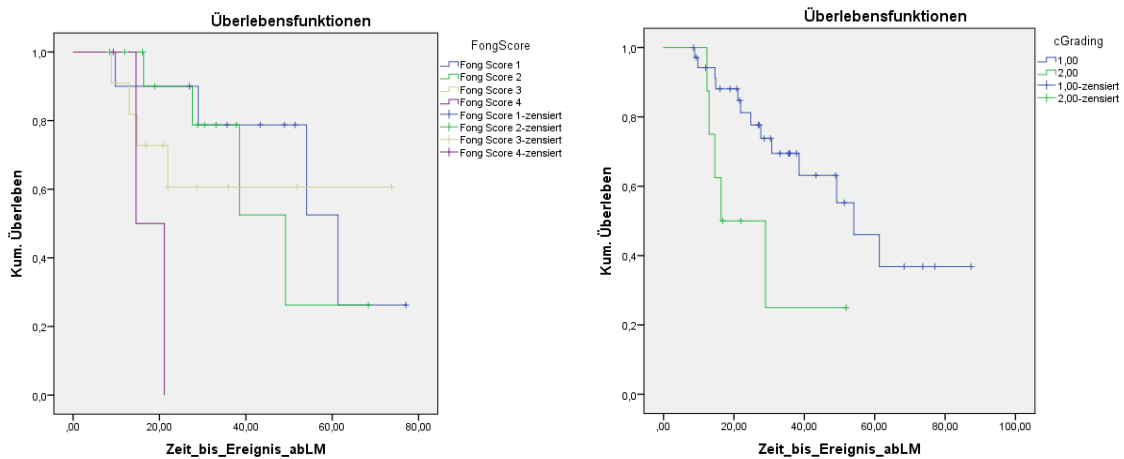 Überlebensfunktionen
FongScore
Fong Score 1
Fong Score 2
Fong Score 3
Fong Score 4
Fong Score 1-zensiert
Fong Score 2-zensiert
Fong Score 3-zensiert
Fong Score 4-zensiert
Kum. Überleben
1,0
0,8
0,6
0,4
0,2
0,0
,00 20,00 40,00 60,00 80,00
Zeit_bis_Ereignis_abLM
Überlebensfunktionen
cGrading
1,00
2,00
1,00-zensiert
2,00-zensiert
Kum. Überleben
1,0
0,8
0,6
0,4
0,2
0,0
,00 20,00 40,00 60,00 80,00 100,00
Zeit_bis_Ereignis_abLM